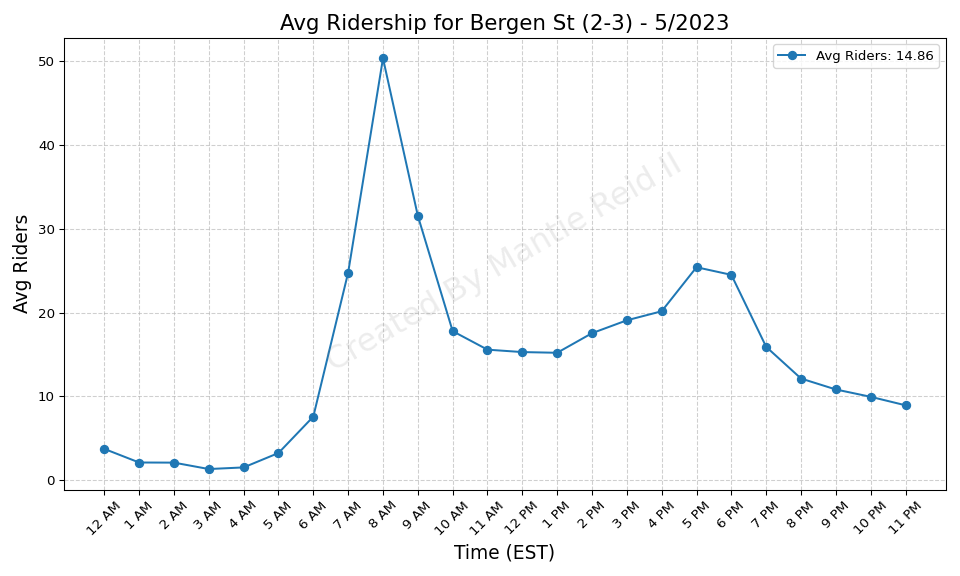 Avg Ridership for Bergen St (2-3) - 5/2023
Avg Riders: 14.86
Created By Mantie Reid II
Avg Riders
50
40
30
20
10
0
12 AM
1 AM
2 AM
3 AM
4 AM
5 AM
6 AM
7 AM
8 AM
9 AM
10 AM
11 AM
12 PM
1 PM
2 PM
3 PM
4 PM
5 PM
6 PM
7 PM
8 PM
9 PM
10 PM
11 PM
Time (EST)